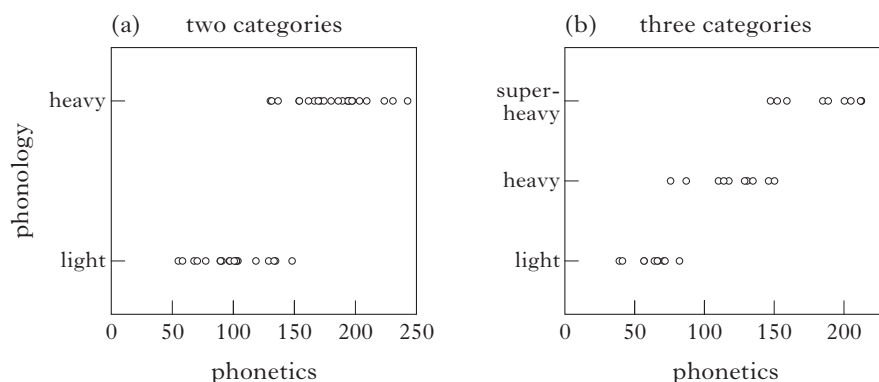 (a) two categories
phonology
heavy
light
0 50 100 150 200 250
phonetics
(b) three categories
super-
heavy
heavy
light
0 50 100 150 200
phonetics